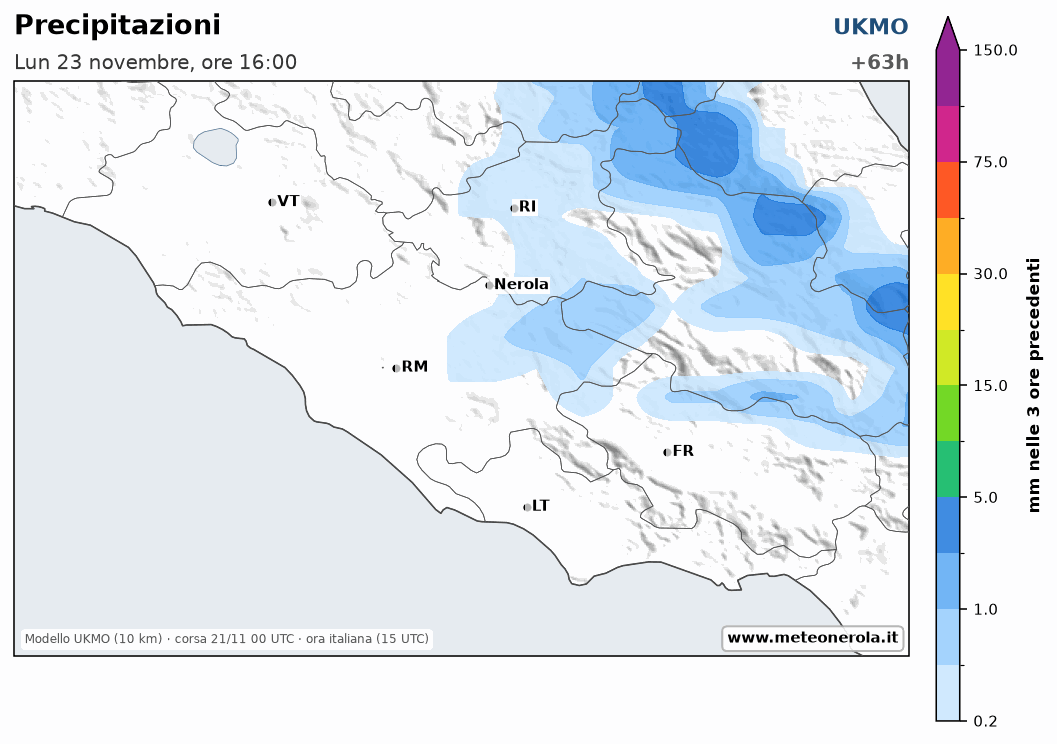 Precipitazioni
UKMO
Lun 23 novembre, ore 16:00
+63h
150.0
75.0
30.0
15.0
5.0
1.0
0.2
mm nelle 3 ore precedenti
VT
RI
Nerola
RM
FR
LT
Modello UKMO (10 km) · corsa 21/11 00 UTC · ora italiana (15 UTC)
www.meteonerola.it